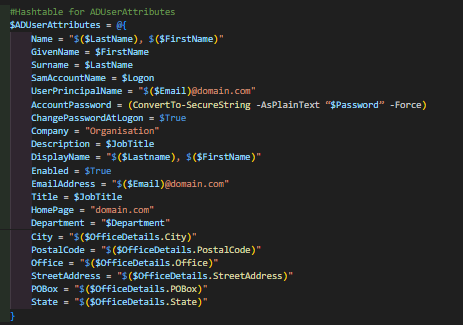 #Hashtable for ADUserAttributes
$ADUserAttributes = @{
Name = "$($LastName), $($FirstName)"
GivenName = $FirstName
Surname = $LastName
SamAccountName = $Logon
UserPrincipalName = "$($Email)@domain.com"
AccountPassword = (ConvertTo-SecureString -AsPlainText “$Password” -Force)
ChangePasswordAtLogon = $True
Company = "Organisation"
Description = $JobTitle
DisplayName = "$($Lastname), $($FirstName)"
Enabled = $True
EmailAddress = "$($Email)@domain.com"
Title = $JobTitle
HomePage = "domain.com"
Department = "$Department"
City = "$($OfficeDetails.City)"
PostalCode = "$($OfficeDetails.PostalCode)"
Office = "$($OfficeDetails.Office)"
StreetAddress = "$($OfficeDetails.StreetAddress)"
POBox = "$($OfficeDetails.POBox)"
State = "$($OfficeDetails.State)"
}